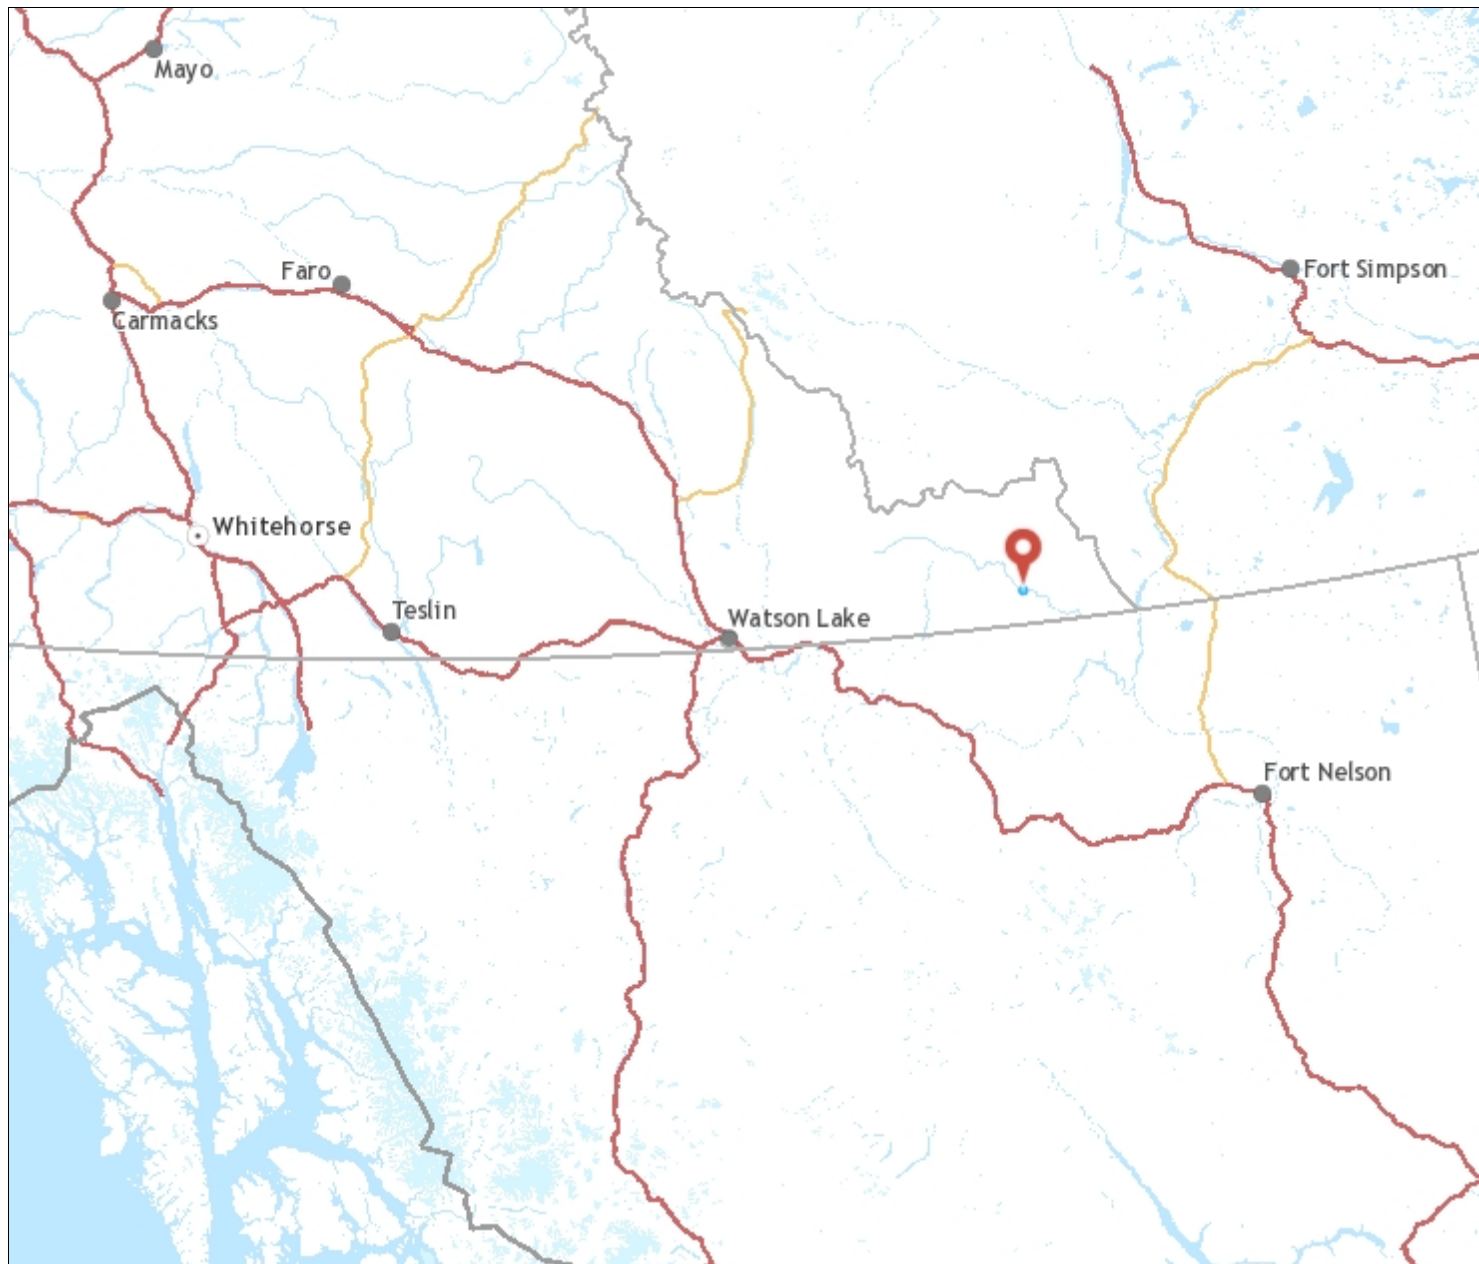 Mayo
Faro
Fort Simpson
Carmacks
Whitehorse
Teslin
Watson Lake
Fort Nelson